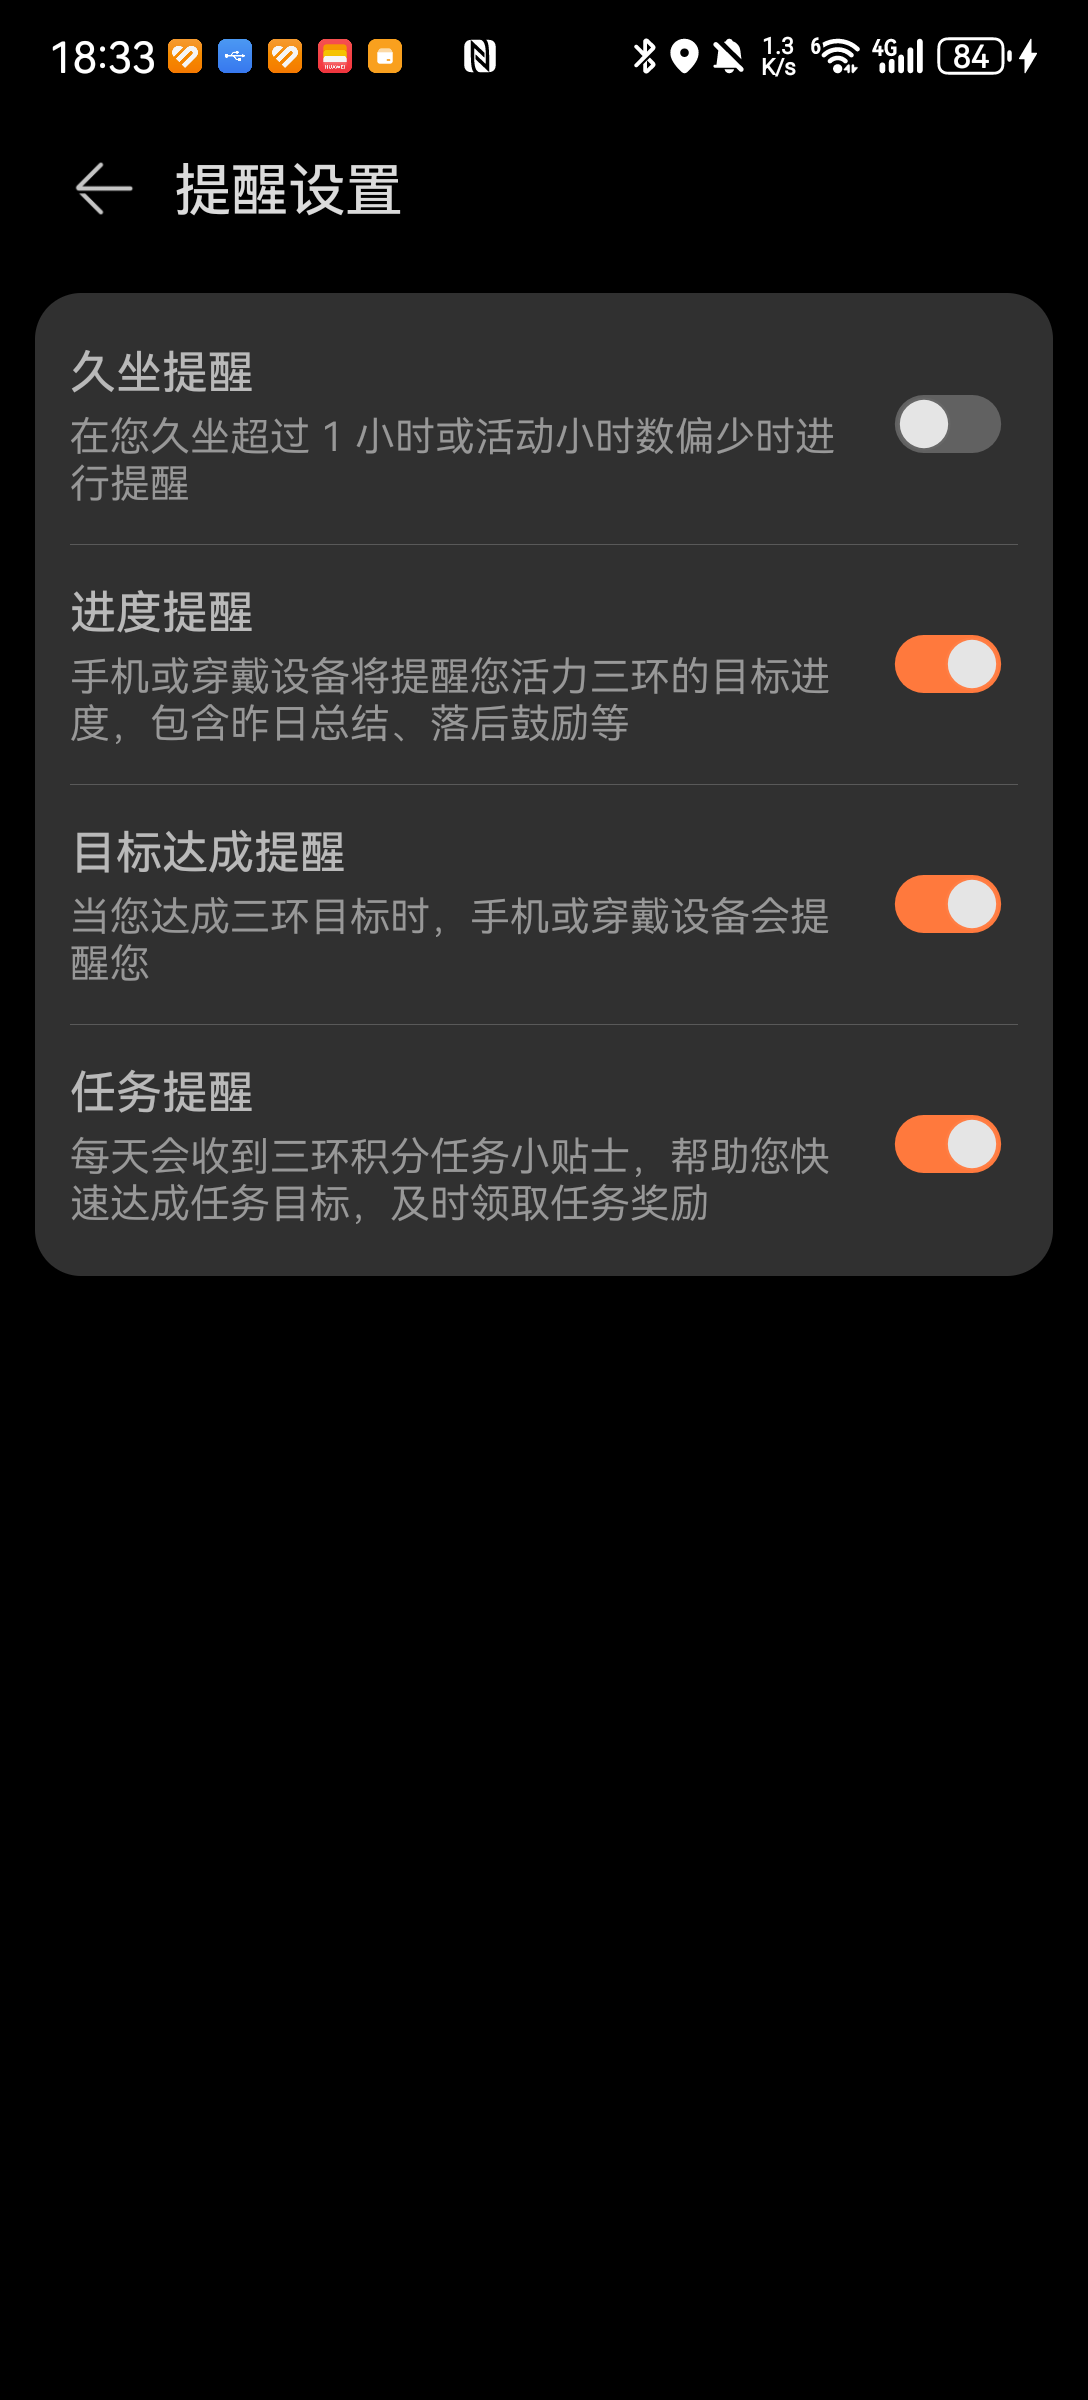 18:33
1.3
K/s
6
4G
84
提醒设置
久坐提醒
在您久坐超过 1 小时或活动小时数偏少时进
行提醒
进度提醒
手机或穿戴设备将提醒您活力三环的目标进
度，包含昨日总结、落后鼓励等
目标达成提醒
当您达成三环目标时，手机或穿戴设备会提
醒您
任务提醒
每天会收到三环积分任务小贴士，帮助您快
速达成任务目标，及时领取任务奖励